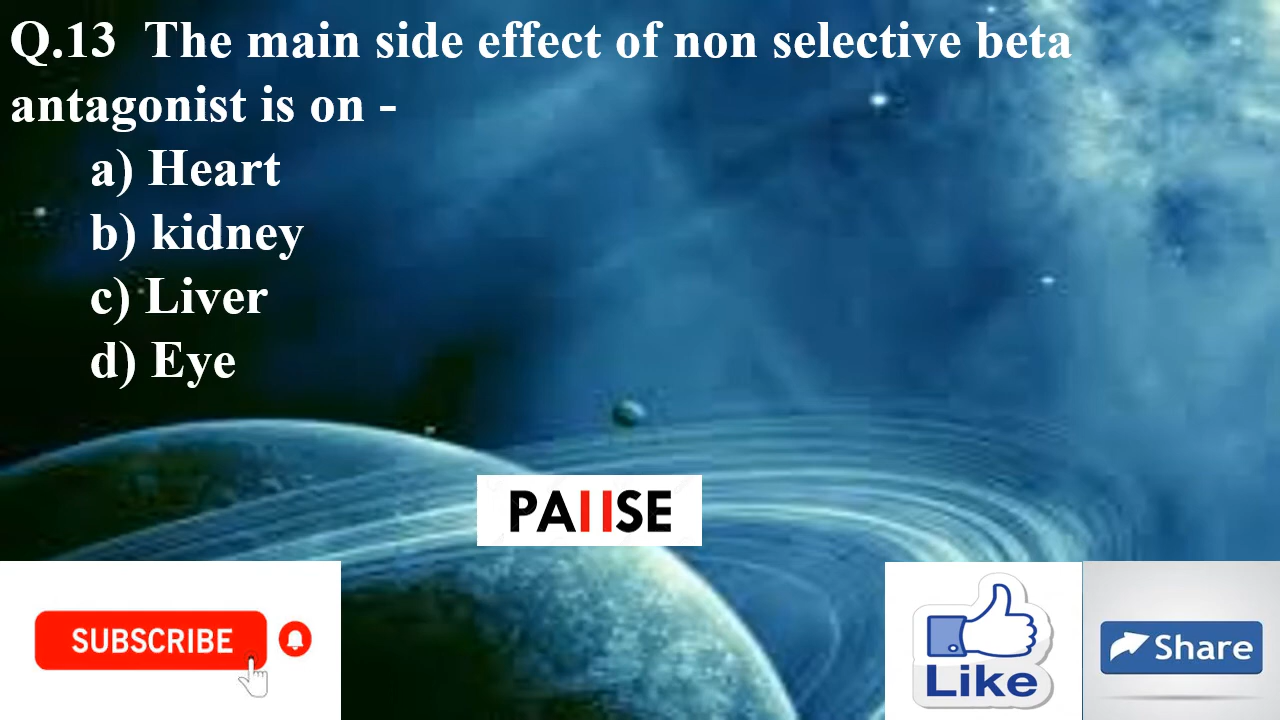 Q.13 The main side effect of non selective beta
antagonist is on -
a) Heart
b) kidney
c) Liver
d) Eye
PAUSE
SUBSCRIBE
Like
Share